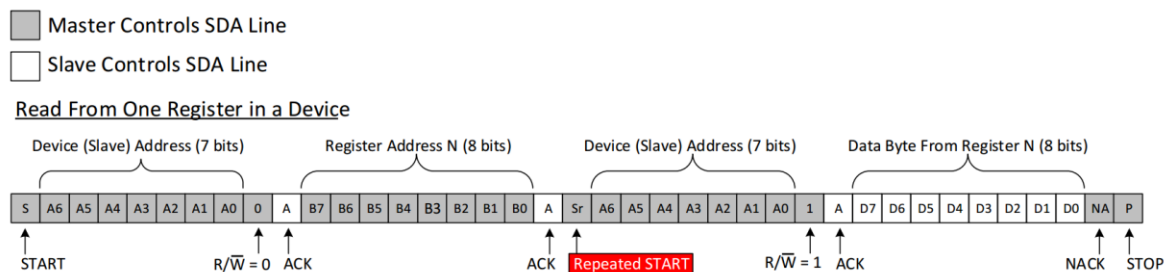 Master Controls SDA Line
Slave Controls SDA Line
Read From One Register in a Device
Device (Slave) Address (7 bits) Register Address N (8 bits) Device (Slave) Address (7 bits) Data Byte From Register N (8 bits)
S A6 A5 A4 A3 A2 A1 A0 0 A B7 B6 B5 B4 B3 B2 B1 B0 A Sr A6 A5 A4 A3 A2 A1 A0 1 A D7 D6 D5 D4 D3 D2 D1 D0 NA P
START R/W̅ = 0 ACK ACK Repeated START R/W̅ = 1 ACK NACK STOP